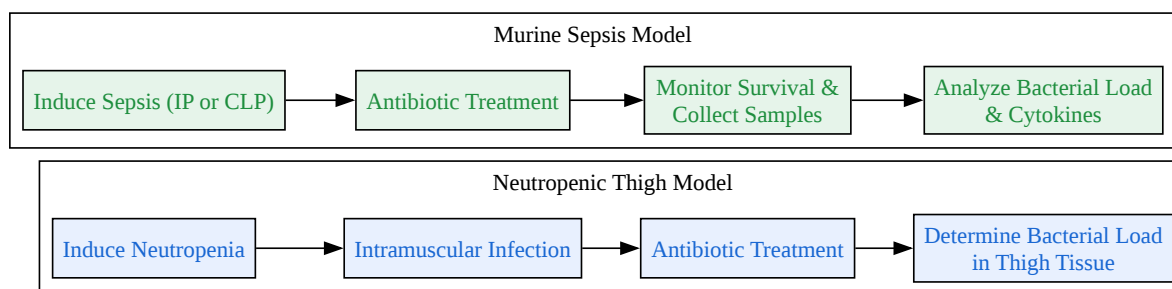 Murine Sepsis Model
Induce Sepsis (IP or CLP)
Antibiotic Treatment
Monitor Survival &
Collect Samples
Analyze Bacterial Load
& Cytokines
Neutropenic Thigh Model
Induce Neutropenia
Intramuscular Infection
Antibiotic Treatment
Determine Bacterial Load
in Thigh Tissue